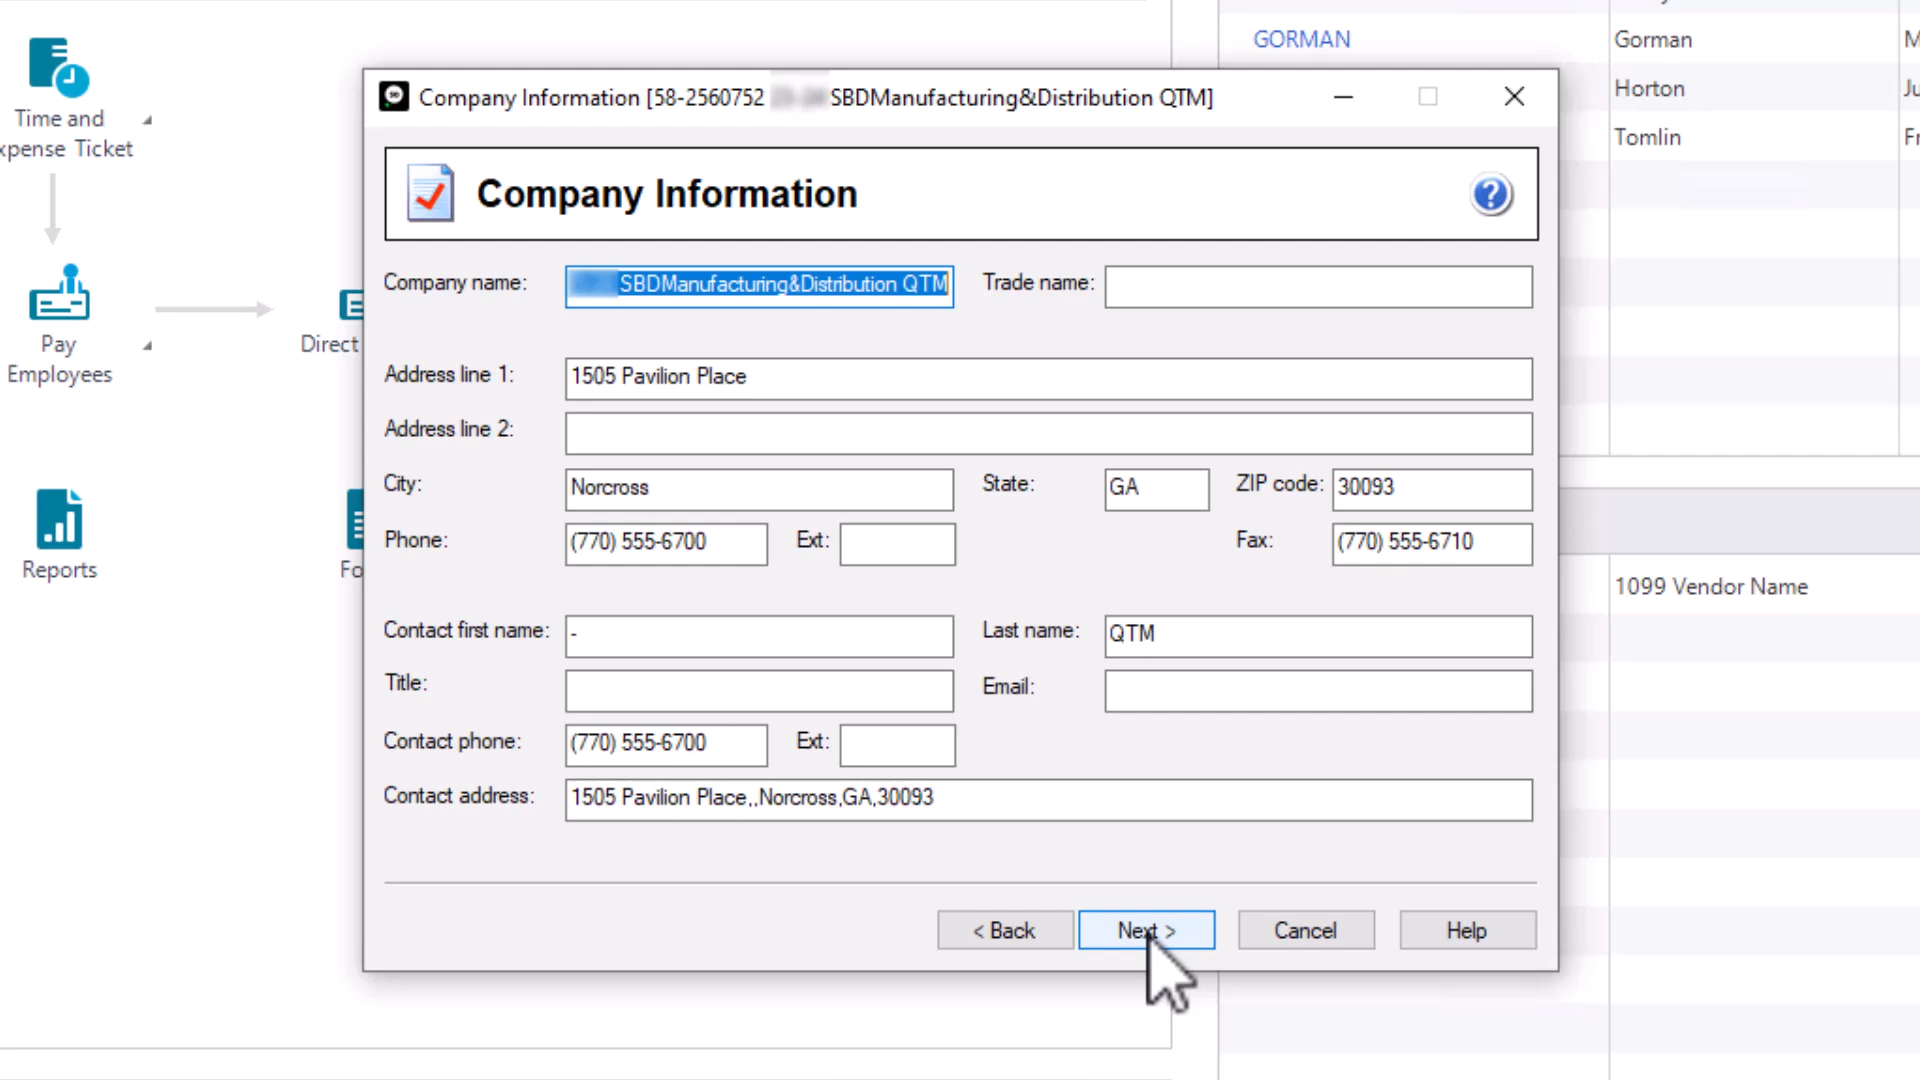 GORMAN Gorman
Time and
Expense Ticket
Horton
Tomlin
Company Information [58-2560752 SBDManufacturing&Distribution QTM]
Company Information
Company name: SBDManufacturing&Distribution QTM Trade name:
Pay
Employees
Direct
Address line 1: 1505 Pavilion Place
Address line 2:
City: Norcross State: GA ZIP code: 30093
Phone: (770) 555-6700 Ext: Fax: (770) 555-6710
Reports
Fo
1099 Vendor Name
Contact first name: - Last name: QTM
Title: Email:
Contact phone: (770) 555-6700 Ext:
Contact address: 1505 Pavilion Place,,Norcross,GA,30093
< Back Next > Cancel Help